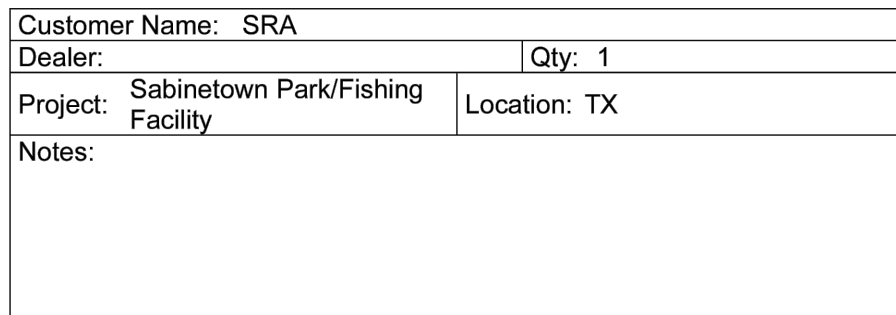 Customer Name: SRA
Dealer: Qty: 1
Project: Sabinetown Park/Fishing
Facility Location: TX
Notes: